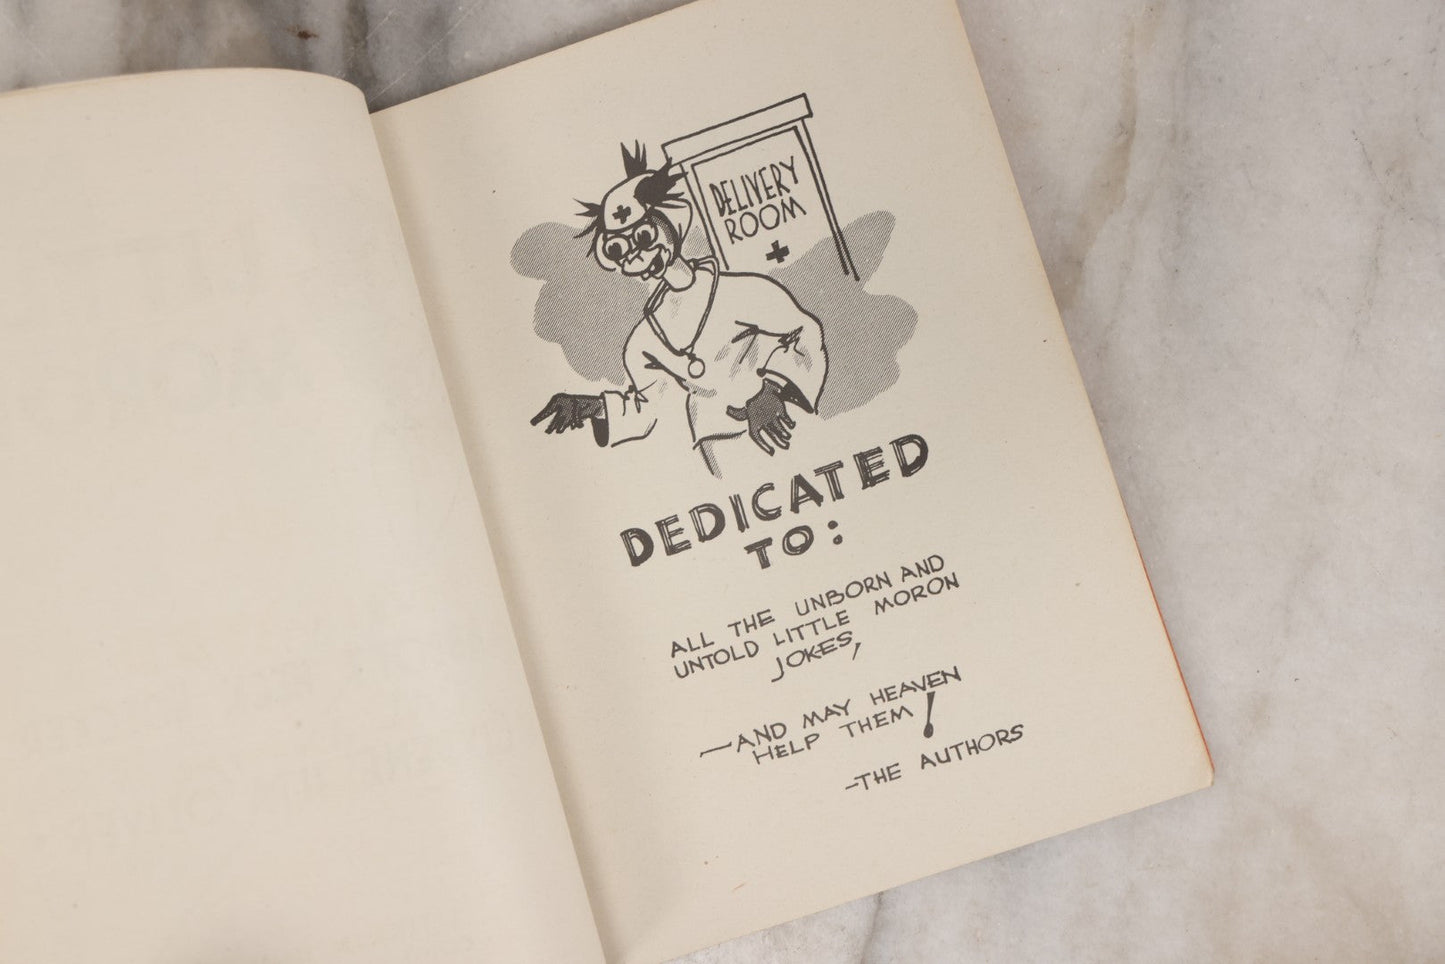 DELIVERY
ROOM
DEDICATED
TO:
ALL THE UNBORN AND
UNTOLD LITTLE MORON
JOKES,
—AND MAY HEAVEN
HELP THEM!
-THE AUTHORS